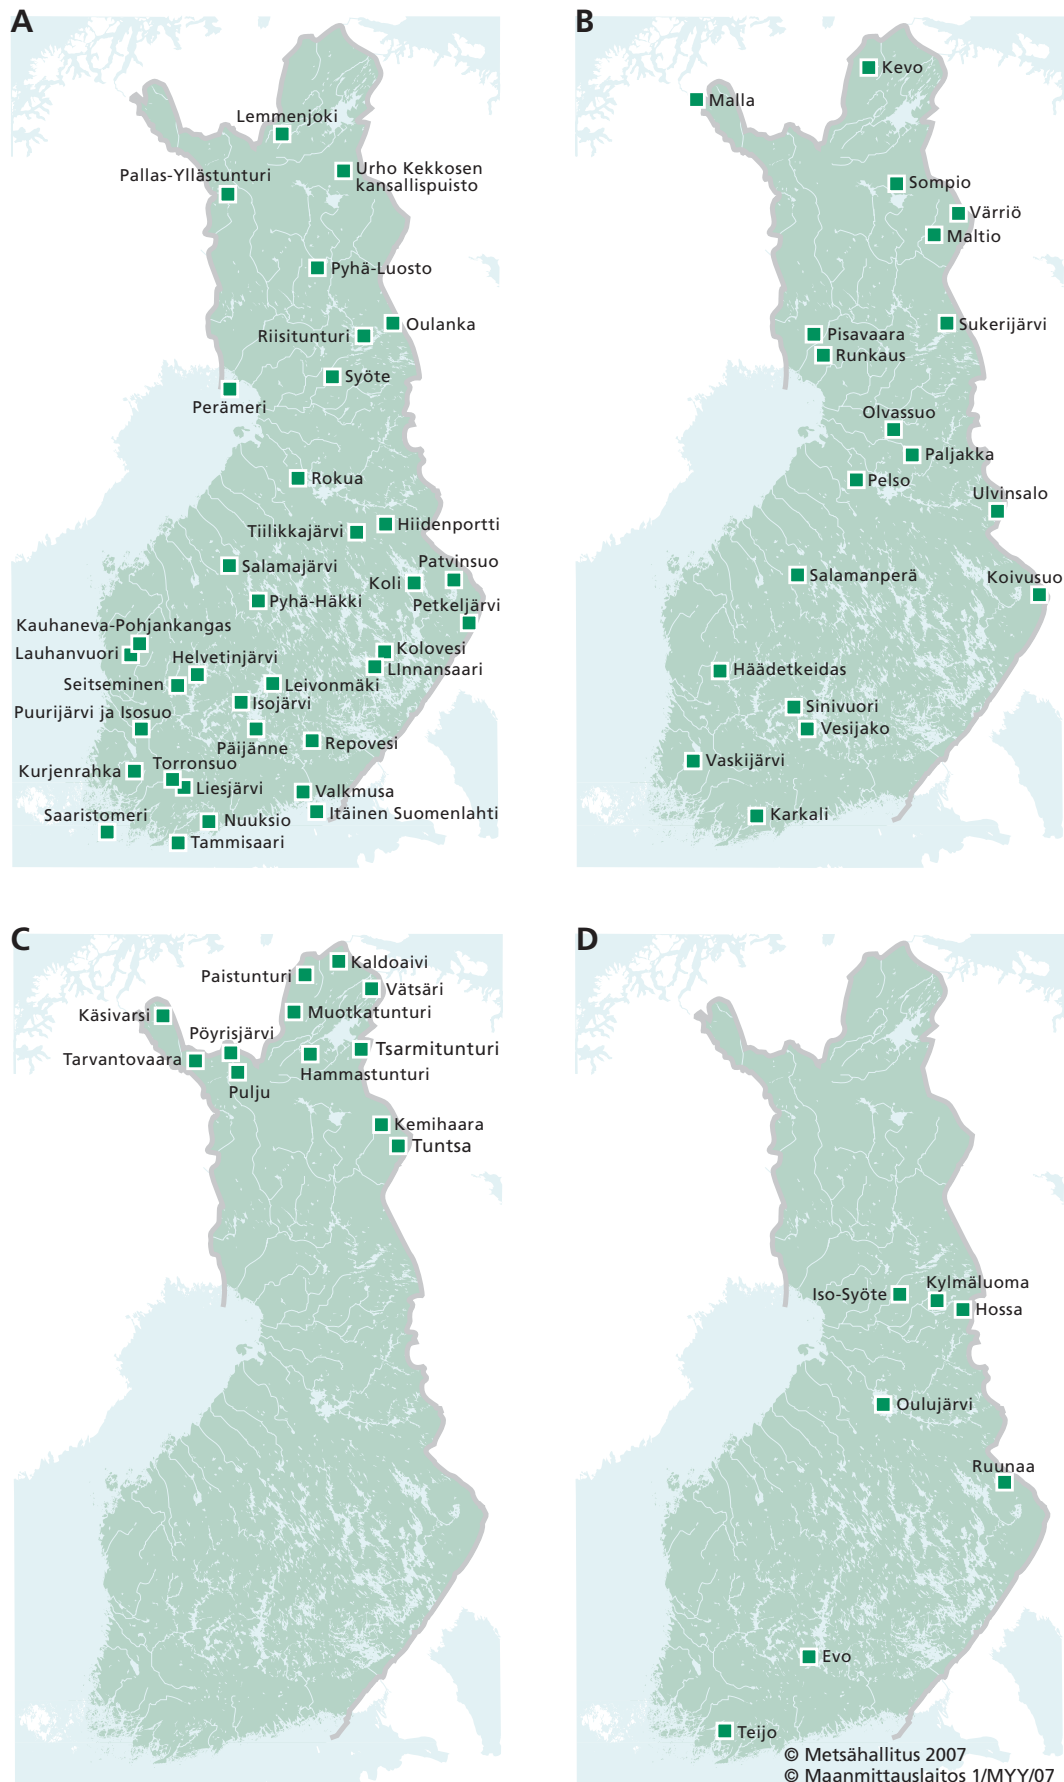 A
Lemmenjoki
Urho Kekkosen
kansallispuisto
Pallas-Yllästunturi
Pyhä-Luosto
Oulanka
Riisitunturi
Syöte
Perämeri
Rokua
Hiidenportti
Tiilikkajärvi
Patvinsuo
Salamajärvi
Koli
Pyhä-Häkki
Petkeljärvi
Kauhaneva-Pohjankangas
Lauhanvuori
Kolovesi
Helvetinjärvi
LInnansaari
Seitseminen
Leivonmäki
Isojärvi
Puurijärvi ja Isosuo
Päijänne
Repovesi
Torronsuo
Kurjenrahka
Liesjärvi
Valkmusa
Saaristomeri
Itäinen Suomenlahti
Nuuksio
Tammisaari
B
Kevo
Malla
Sompio
Värriö
Maltio
Sukerijärvi
Pisavaara
Runkaus
Olvassuo
Paljakka
Pelso
Ulvinsalo
Salamanperä
Koivusuo
Häädetkeidas
Sinivuori
Vesijako
Vaskijärvi
Karkali
C
Kaldoaivi
Paistunturi
Vätsäri
Käsivarsi
Muotkatunturi
Pöyrisjärvi
Tsarmitunturi
Tarvantovaara
Hammastunturi
Pulju
Kemihaara
Tuntsa
D
Kylmäluoma
Iso-Syöte
Hossa
Oulujärvi
Ruunaa
Evo
Teijo
© Metsähallitus 2007
© Maanmittauslaitos 1/MYY/07